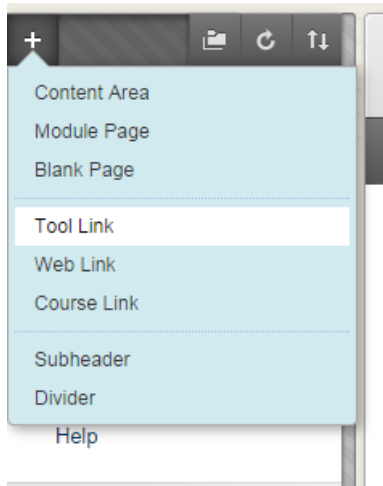 Content Area
Module Page
Blank Page
Tool Link
Web Link
Course Link
Subheader
Divider
Help